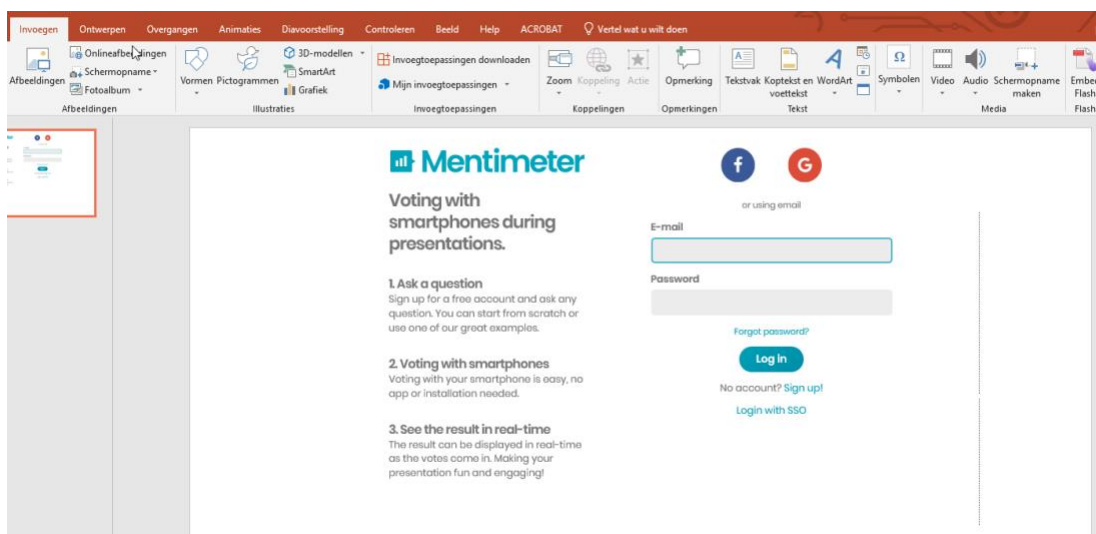 Invoegen Ontwerpen Overgangen Animaties Diavoorstelling Controleren Beeld Help ACROBAT Vertel wat u wilt doen
Afbeeldingen
Onlineafbeeldingen
Schermopname
Fotoalbum
Vormen Pictogrammen
3D-modellen
SmartArt
Grafiek
Invoegtoepassingen downloaden
Mijn invoegtoepassingen
Zoom Koppeling Actie
Opmerking
Tekstvak Koptekst en voettekst WordArt
Symbolen
Video Audio Schermopname maken
Flash
Afbeeldingen Illustraties Invoegtoepassingen Koppelingen Opmerkingen Tekst Media Flash
Mentimeter
Voting with
smartphones during
presentations.
1. Ask a question
Sign up for a free account and ask any
question. You can start from scratch or
use one of our great examples.
2. Voting with smartphones
Voting with your smartphone is easy, no
app or installation needed.
3. See the result in real-time
The result can be displayed in real-time
as the votes come in. Making your
presentation fun and engaging!
f G
or using email
E-mail
Password
Forgot password?
Log in
No account? Sign up!
Login with SSO